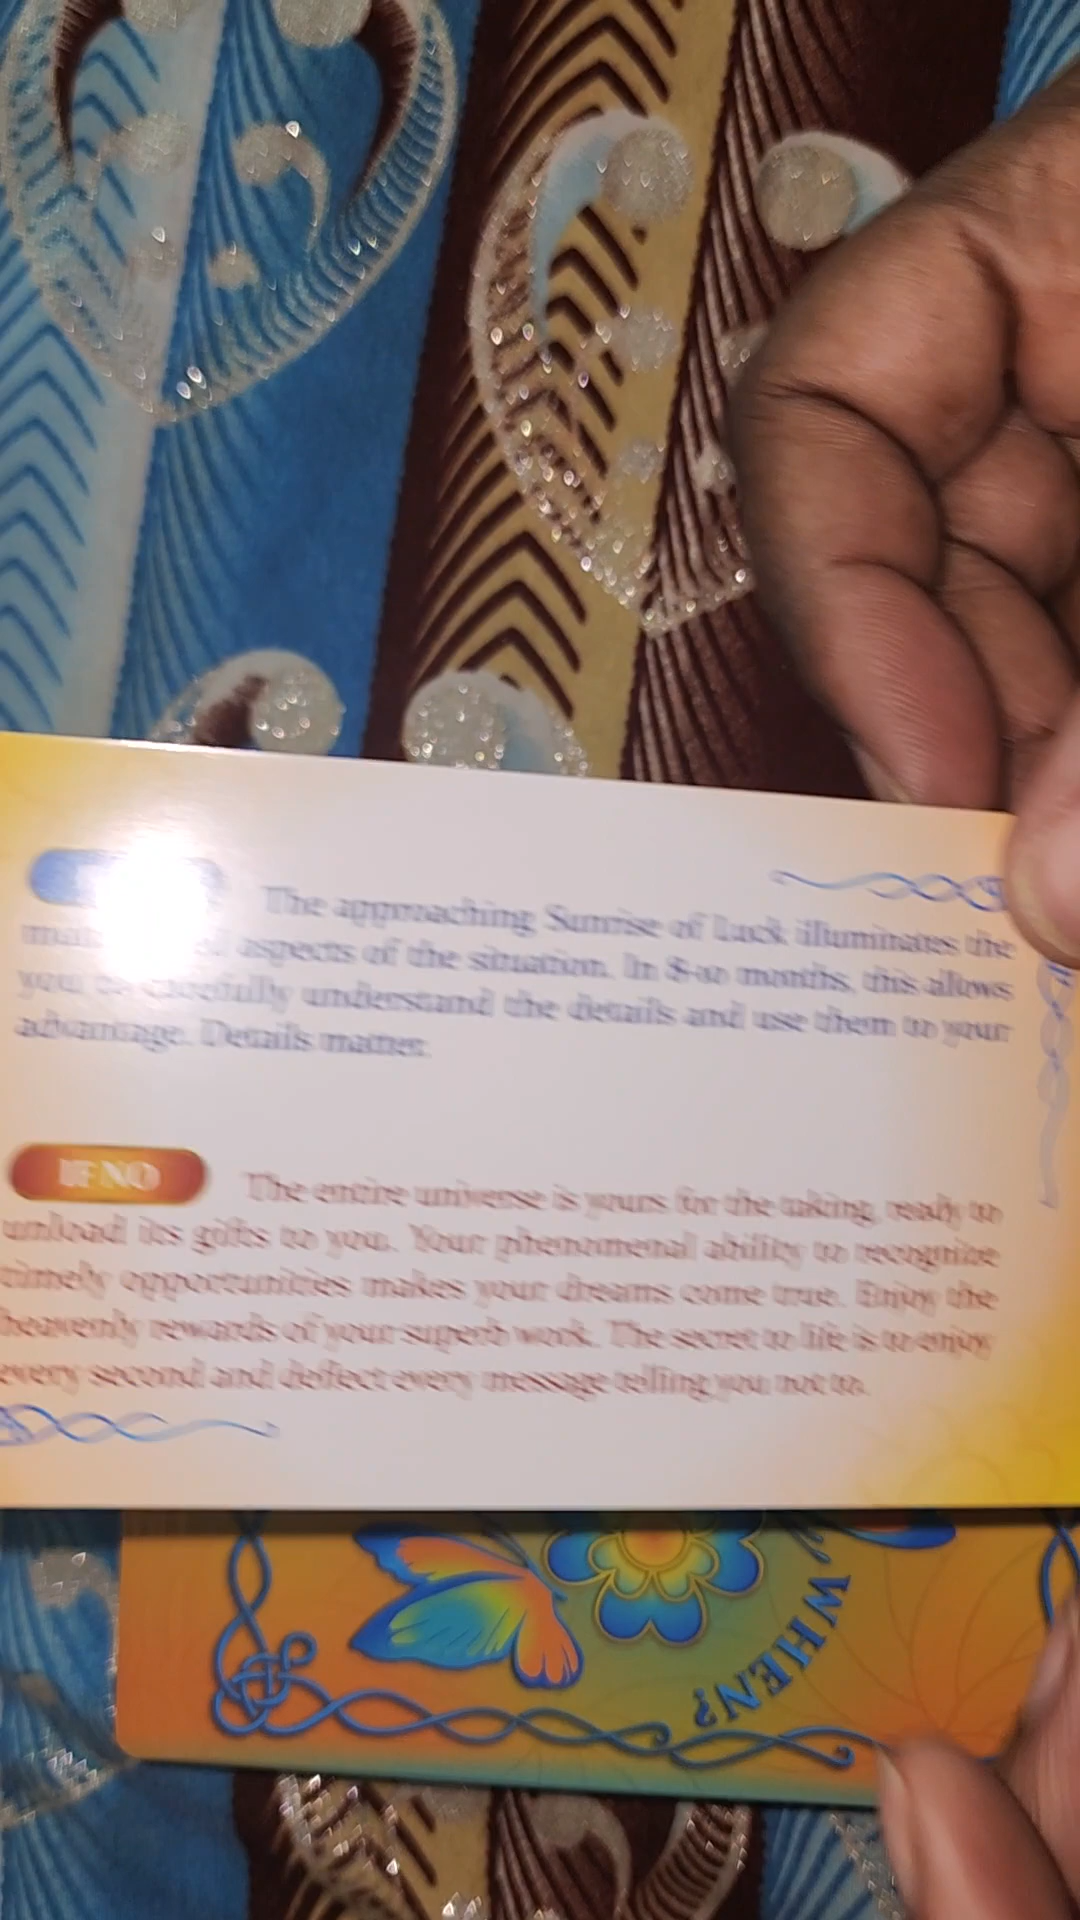 The approaching Sunrise of Luck illuminates the
aspects of the situation. In 8-10 months, this allows
you to carefully understand the details and use them to your
advantage. Details matter.
IF NO
The entire universe is yours for the taking, ready to
unload its gifts to you. Your phenomenal ability to recognize
timely opportunities makes your dreams come true. Enjoy the
heavenly rewards of your superb work. The secret to life is to enjoy
every second and deflect every message telling you not to.
WHEN?